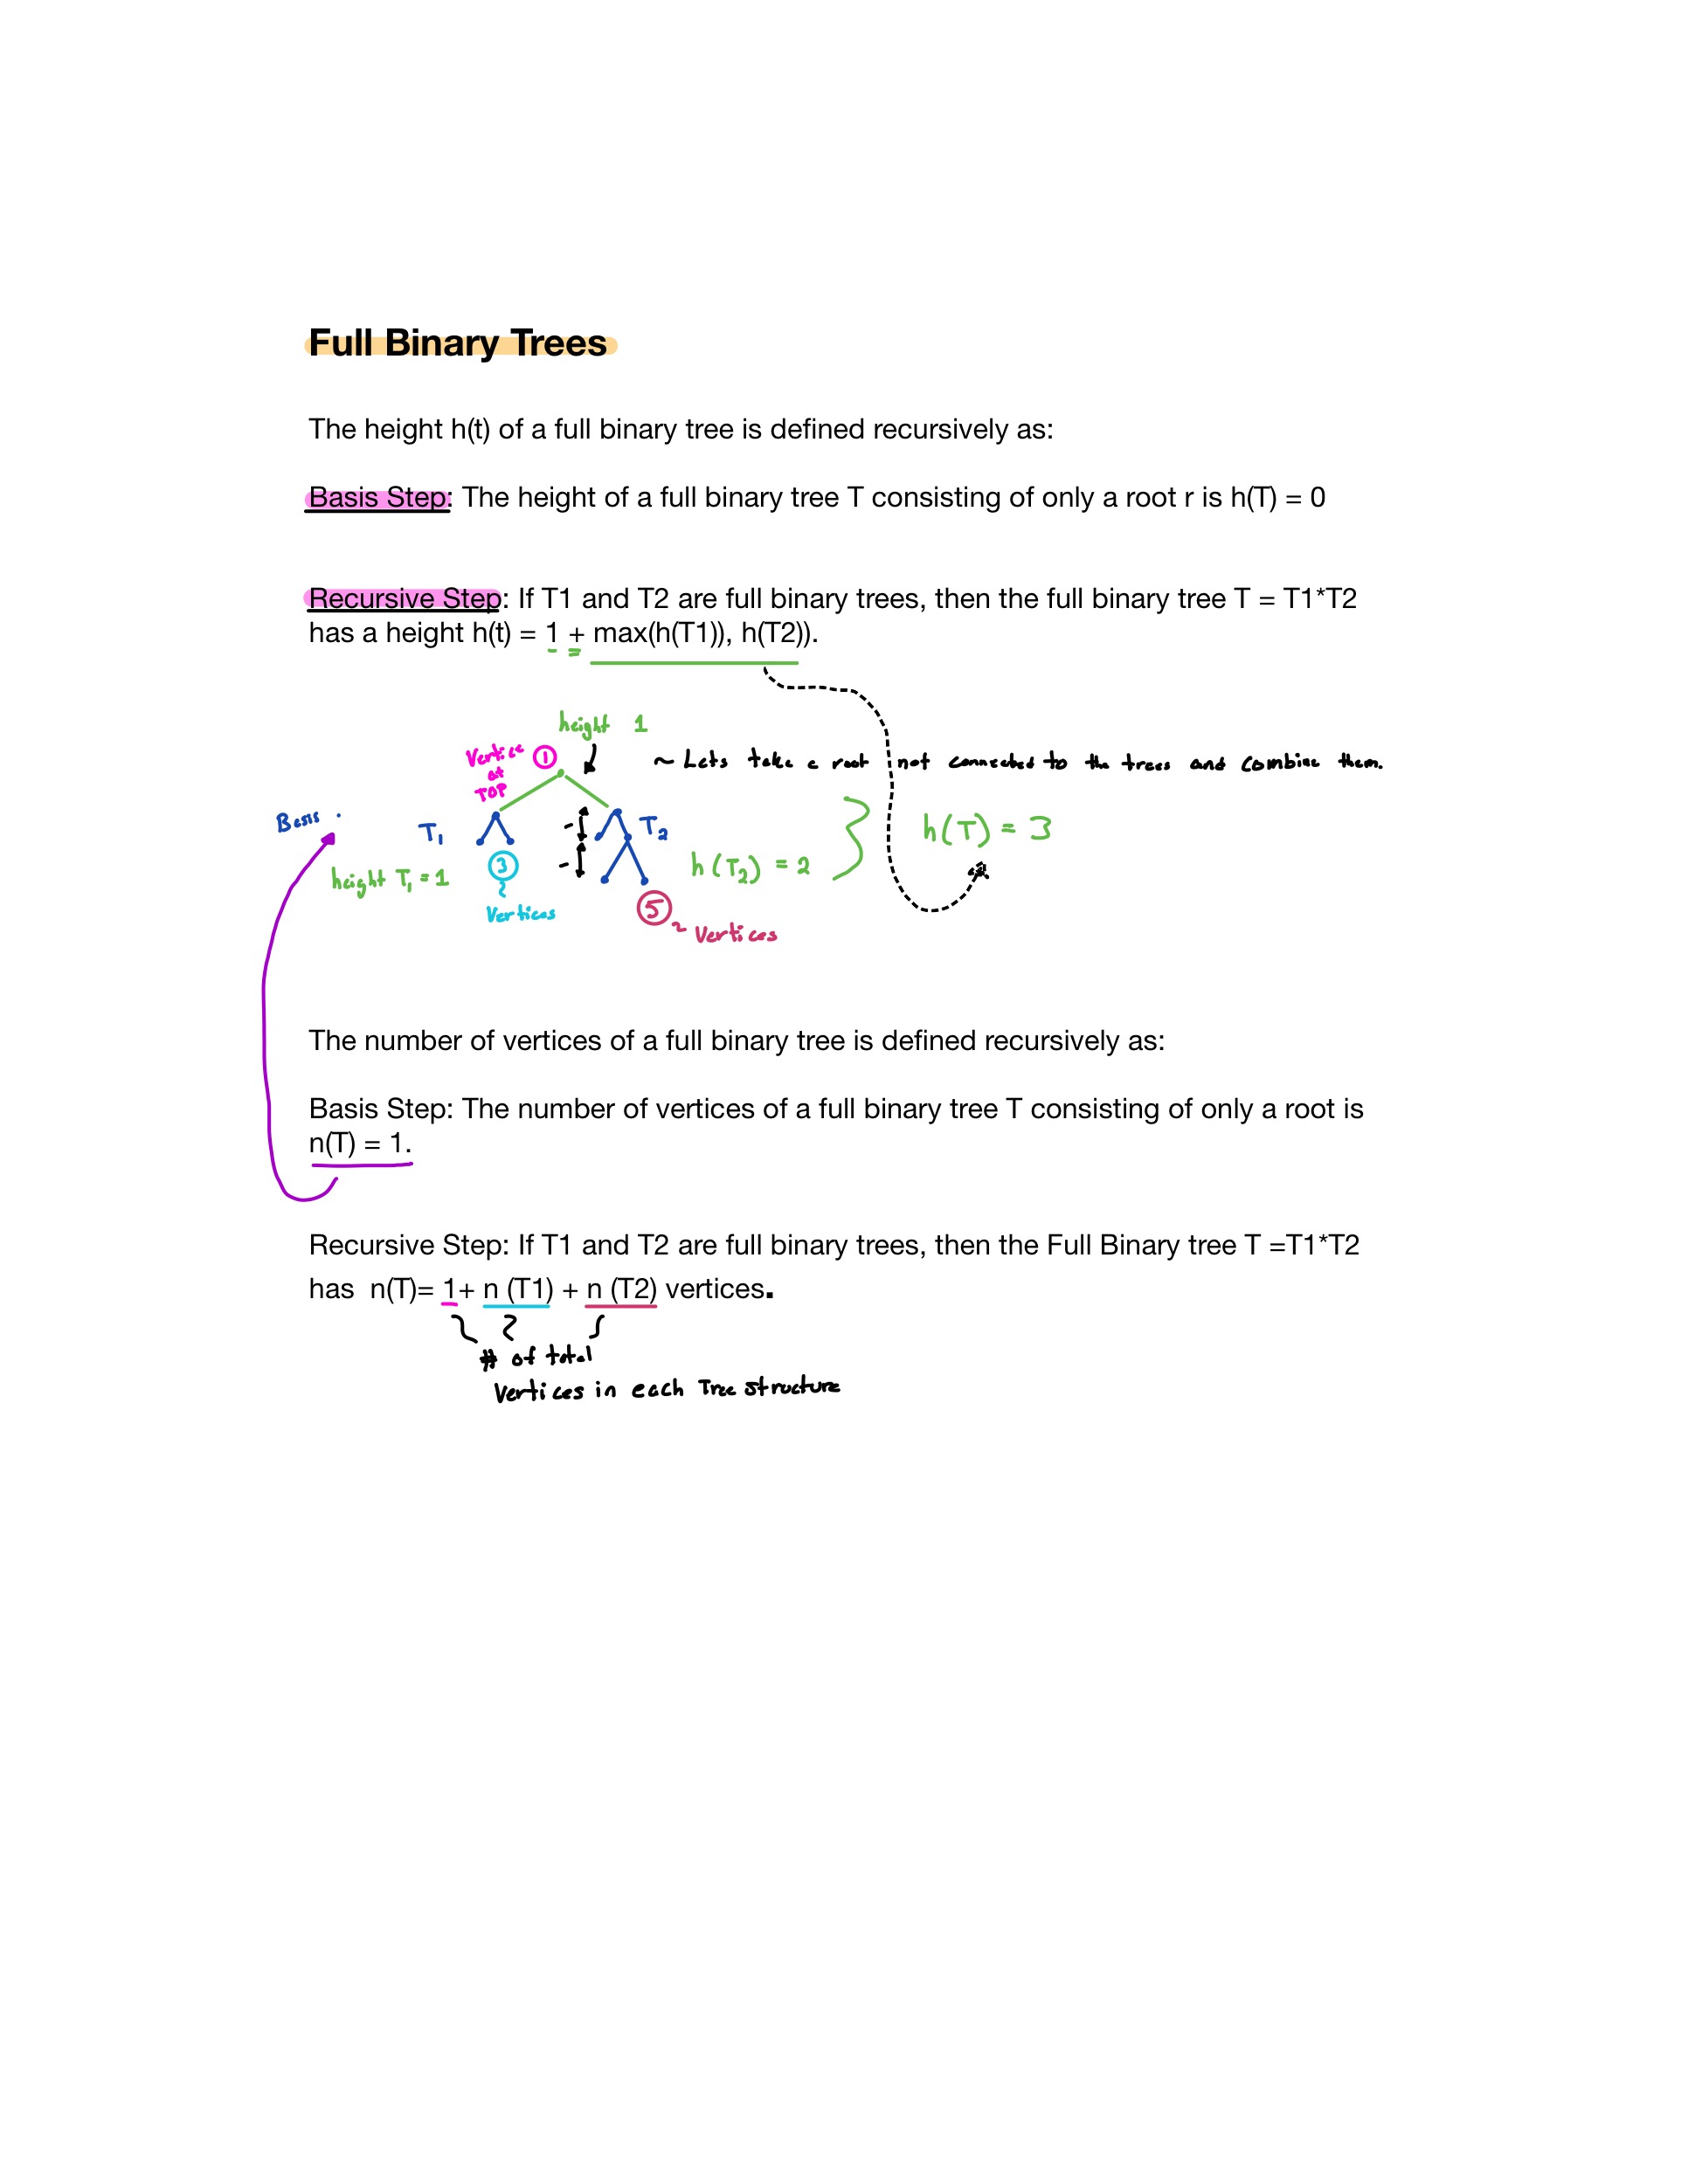 Full Binary Trees
The height h(t) of a full binary tree is defined recursively as:
Basis Step: The height of a full binary tree T consisting of only a root r is h(T) = 0
Recursive Step: If T1 and T2 are full binary trees, then the full binary tree T = T1*T2
has a height h(t) = 1 + max(h(T1)), h(T2)).
height 1
Vertice 1
at
TOP
~ Lets take a root not connected to the trees and combine them.
Basis .
T1
T2
h(T) = 3
height T1 = 1
3
h(T2) = 2
Vertices
5
Vertices
The number of vertices of a full binary tree is defined recursively as:
Basis Step: The number of vertices of a full binary tree T consisting of only a root is
n(T) = 1.
Recursive Step: If T1 and T2 are full binary trees, then the Full Binary tree T =T1*T2
has n(T)= 1+ n (T1) + n (T2) vertices.
# of total
Vertices in each Tree structure